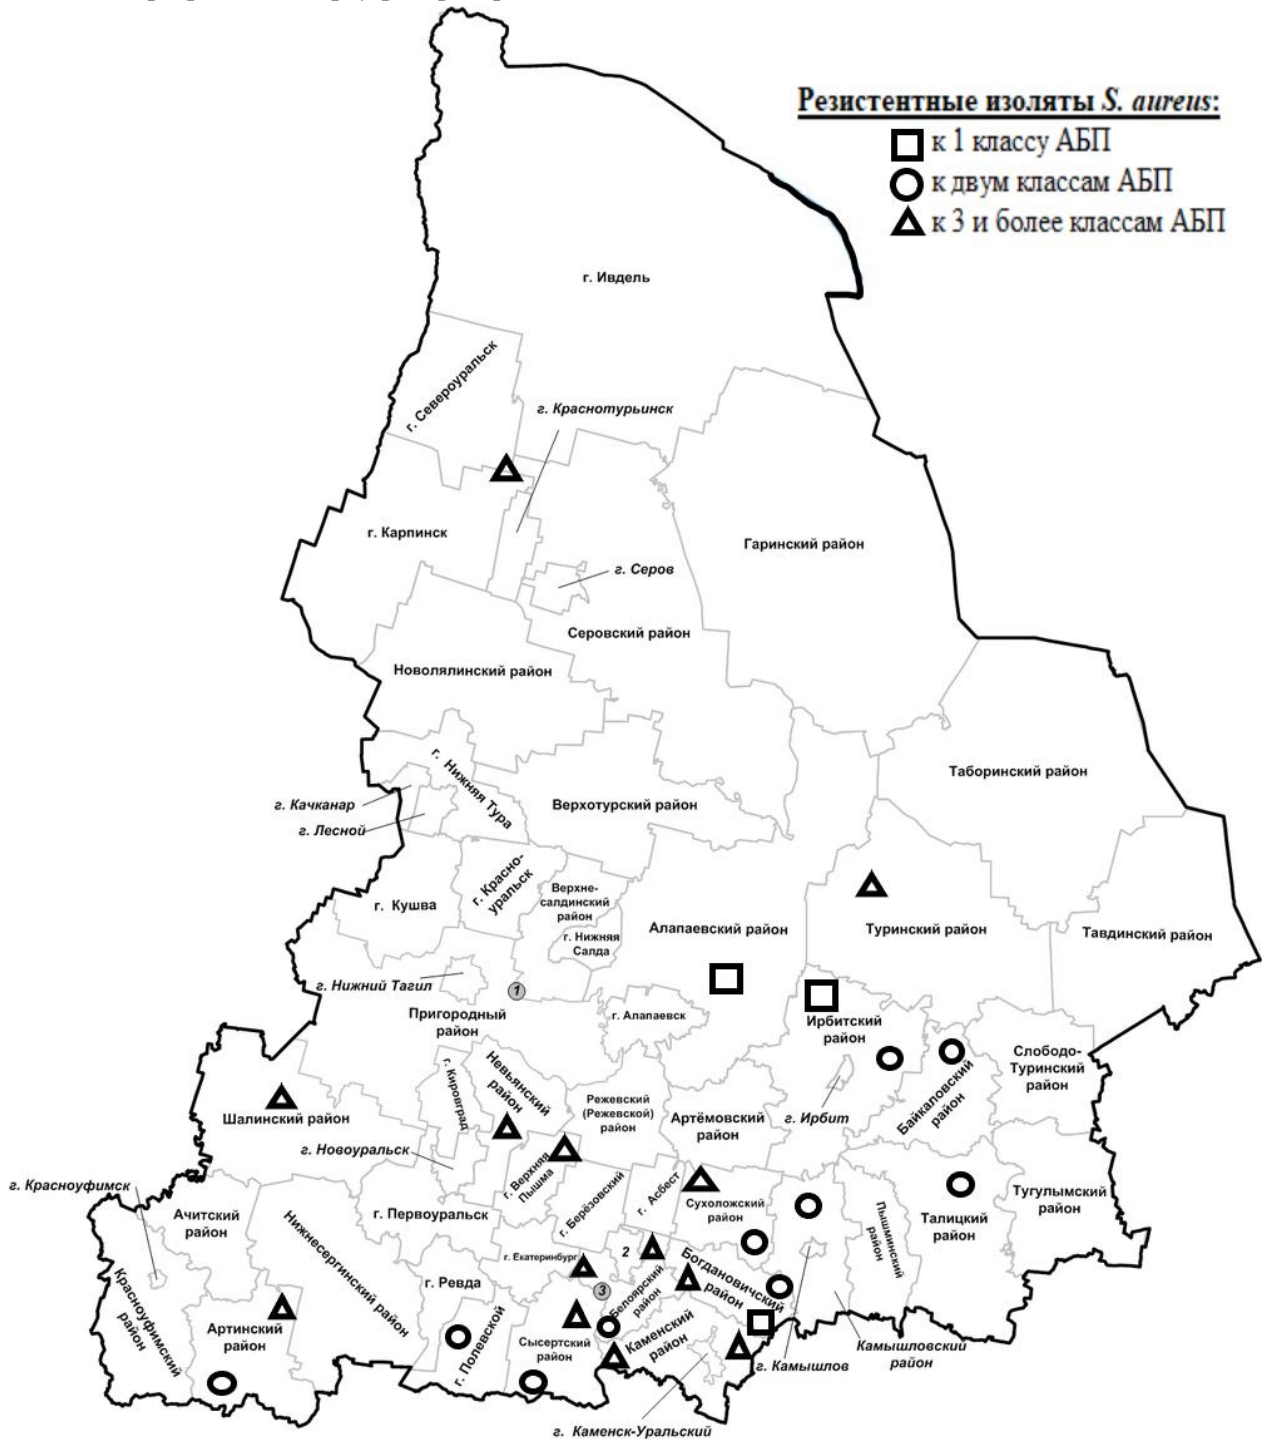 Резистентные изоляты S. aureus:
к 1 классу АБП
к двум классам АБП
к 3 и более классам АБП
г. Ивдель
г. Североуральск
г. Краснотурьинск
г. Карпинск
Гаринский район
г. Серов
Серовский район
Новолялинский район
г. Нижняя Тура
Таборинский район
г. Качканар
Верхотурский район
г. Лесной
г. Красно-
уральск
Верхне-
салдинский
район
г. Кушва
Алапаевский район
Туринский район
Тавдинский район
г. Нижняя
Салда
г. Нижний Тагил
1
Пригородный
район
г. Алапаевск
Ирбитский
район
Слободо-
Туринский
район
Невьянский
район
г. Кировград
Байкаловский
район
Шалинский район
Режевский
(Режевской)
район
Артёмовский
район
г. Ирбит
г. Новоуральск
г. Верхняя
Пышма
г. Красноуфимск
г. Берёзовский
г. Асбест
Сухоложский
район
Пышминский
район
Талицкий
район
Тугулымский
район
Ачитский
район
Нижнесергинский район
г. Первоуральск
г. Екатеринбург
2
Богдановичский
район
г. Ревда
3
Белоярский
район
Красноуфимский
район
Артинский
район
г. Полевской
Сысертский
район
Каменский
район
г. Камышлов
Камышловский
район
г. Каменск-Уральский